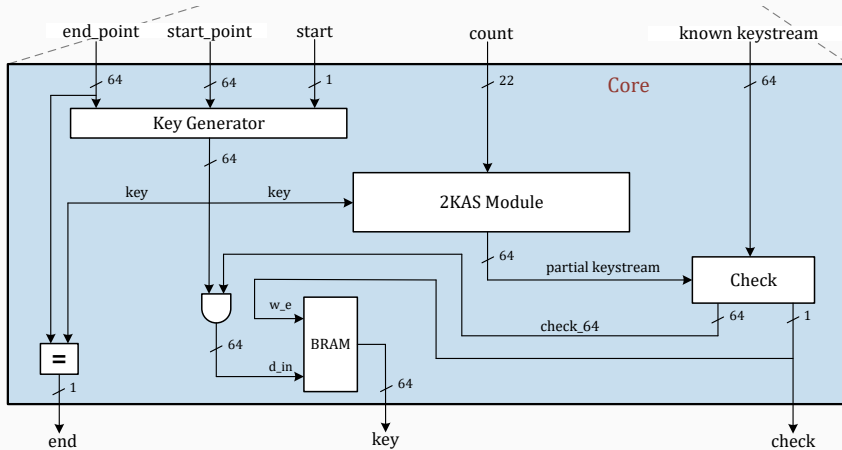 end_point start_point start count known keystream
64 64 1 22 64
Core
Key Generator
64
key key
2KAS Module
64
partial keystream
Check
w_e
BRAM
check_64
64 1
=
64
d_in
64
1
end key check